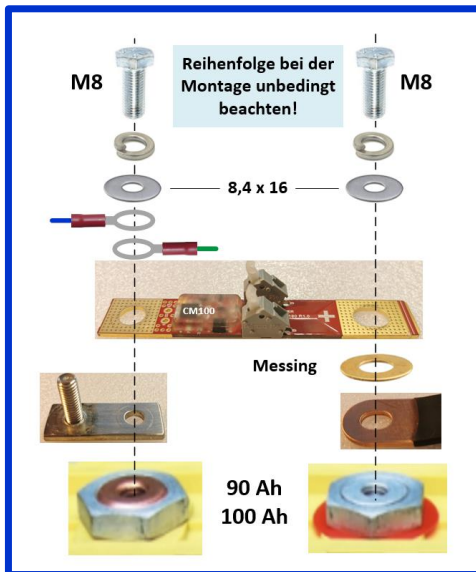 M8
Reihenfolge bei der
Montage unbedingt
beachten!
M8
8,4 x 16
CM100
Messing
90 Ah
100 Ah